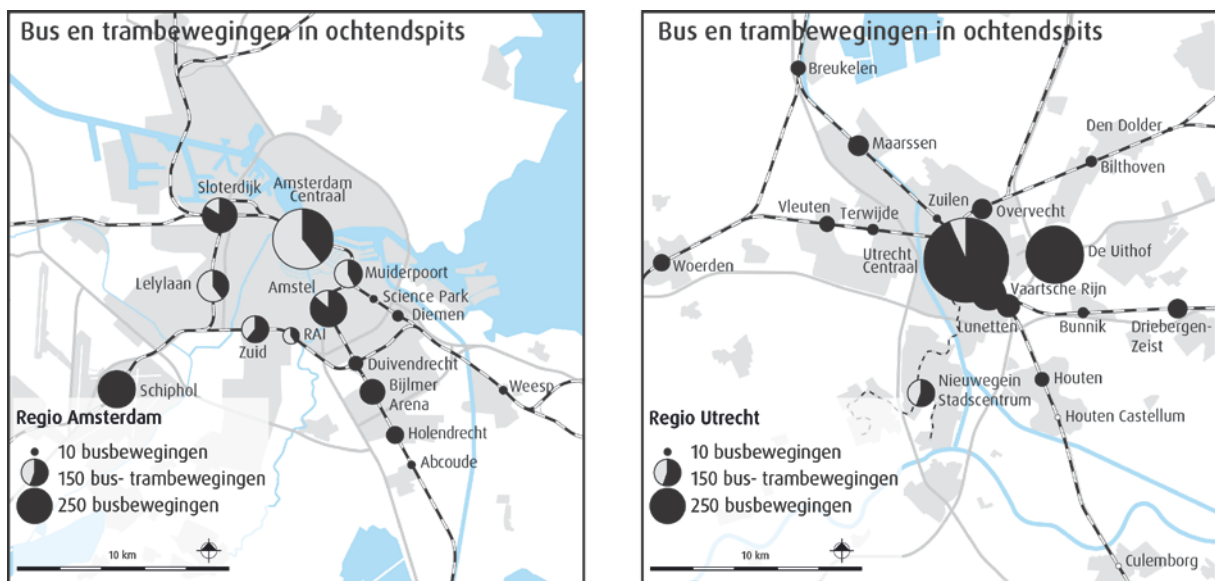 Bus en trambewegingen in ochtendspits
Sloterdijk
Amsterdam
Centraal
Lelylaan
Amstel
Muiderpoort
Science Park
Diemen
Zuid
RAI
Duivendrecht
Schiphol
Bijlmer
Arena
Weesp
Holendrecht
Abcoude
Regio Amsterdam
10 busbewegingen
150 bus- trambewegingen
250 busbewegingen
10 km
Bus en trambewegingen in ochtendspits
Breukelen
Maarssen
Den Dolder
Bilthoven
Zuilen
Vleuten
Terwijde
Overvecht
Woerden
Utrecht
Centraal
De Uithof
Vaartsche Rijn
Lunetten
Bunnik
Driebergen-
Zeist
Nieuwegein
Stadscentrum
Houten
Houten Castellum
Regio Utrecht
10 busbewegingen
150 bus- trambewegingen
250 busbewegingen
10 km
Culemborg